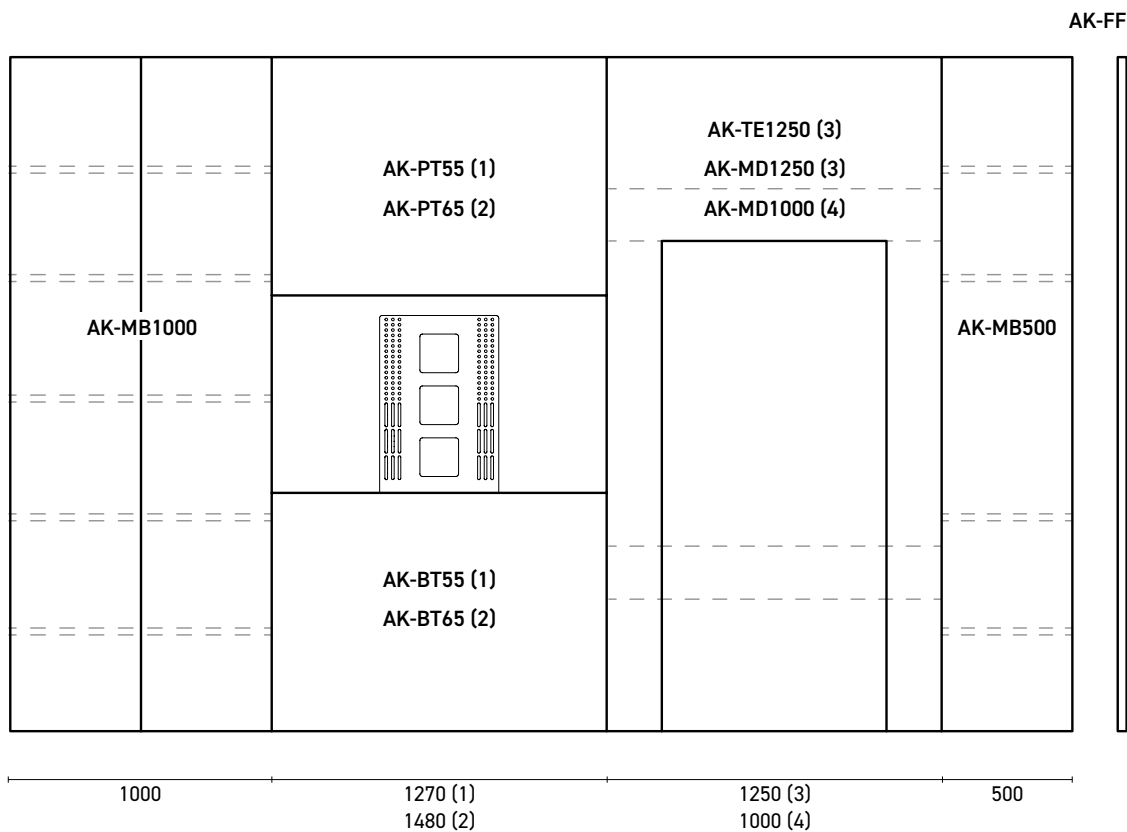 AK-FF
AK-TE1250 (3)
AK-PT55 (1)
AK-MD1250 (3)
AK-PT65 (2)
AK-MD1000 (4)
AK-MB1000
AK-MB500
AK-BT55 (1)
AK-BT65 (2)
1000
1270 (1)
1250 (3)
500
1480 (2)
1000 (4)